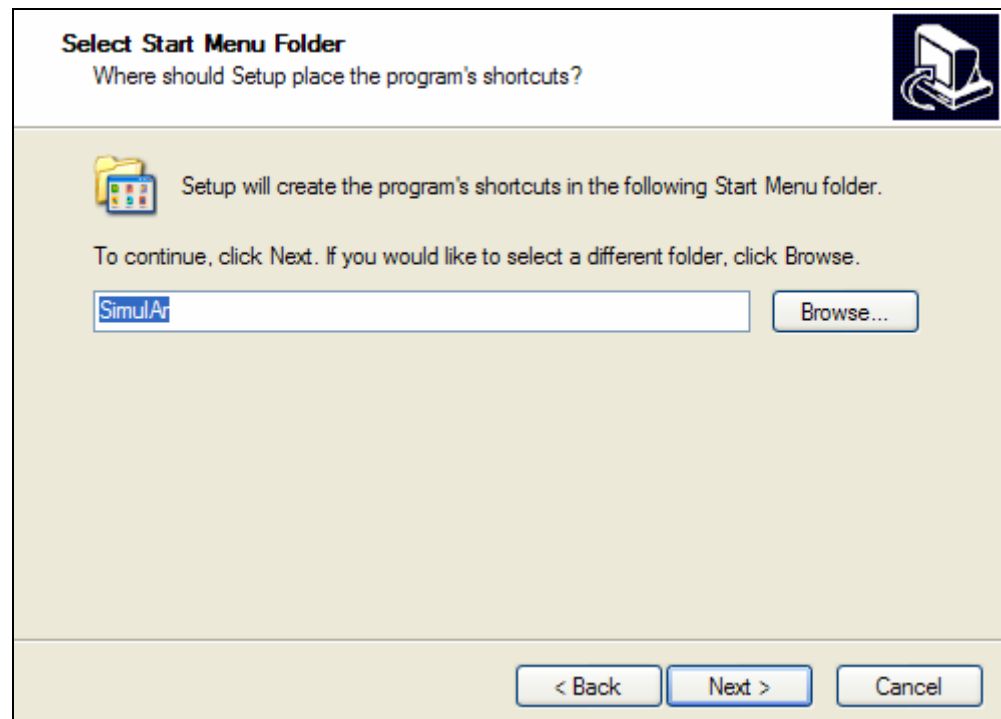 Select Start Menu Folder
Where should Setup place the program's shortcuts?
Setup will create the program's shortcuts in the following Start Menu folder.
To continue, click Next. If you would like to select a different folder, click Browse.
SimulAr
Browse...
< Back
Next >
Cancel